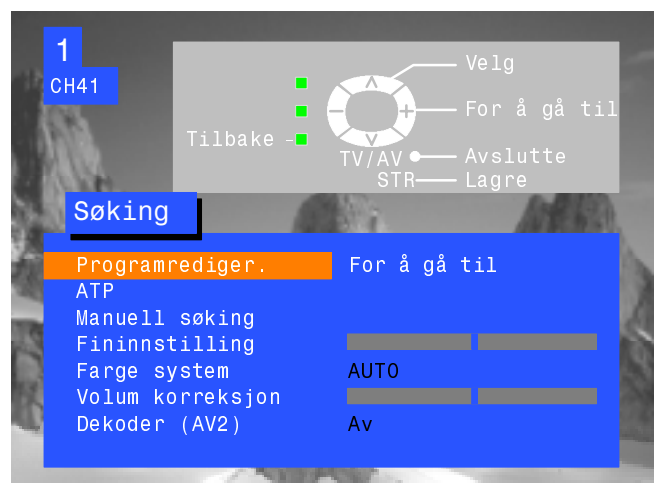 1
CH41
Velg
For å gå til
Tilbake
TV/AV Avslutte
STR Lagre
Søking
Programrediger. For å gå til
ATP
Manuell søking
Fininnstilling
Farge system AUTO
Volum korreksjon
Dekoder (AV2) Av